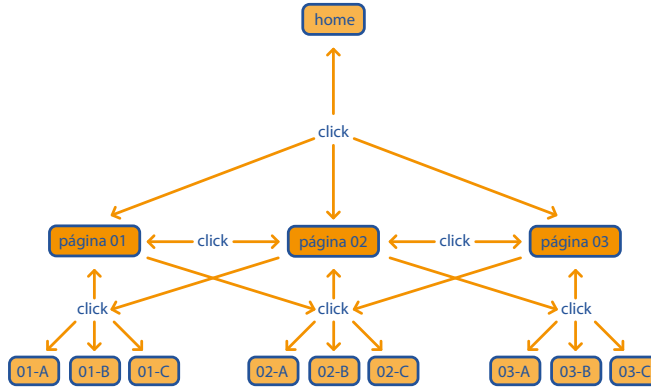 home
click
página 01
click
página 02
click
página 03
click
click
click
01-A
01-B
01-C
02-A
02-B
02-C
03-A
03-B
03-C